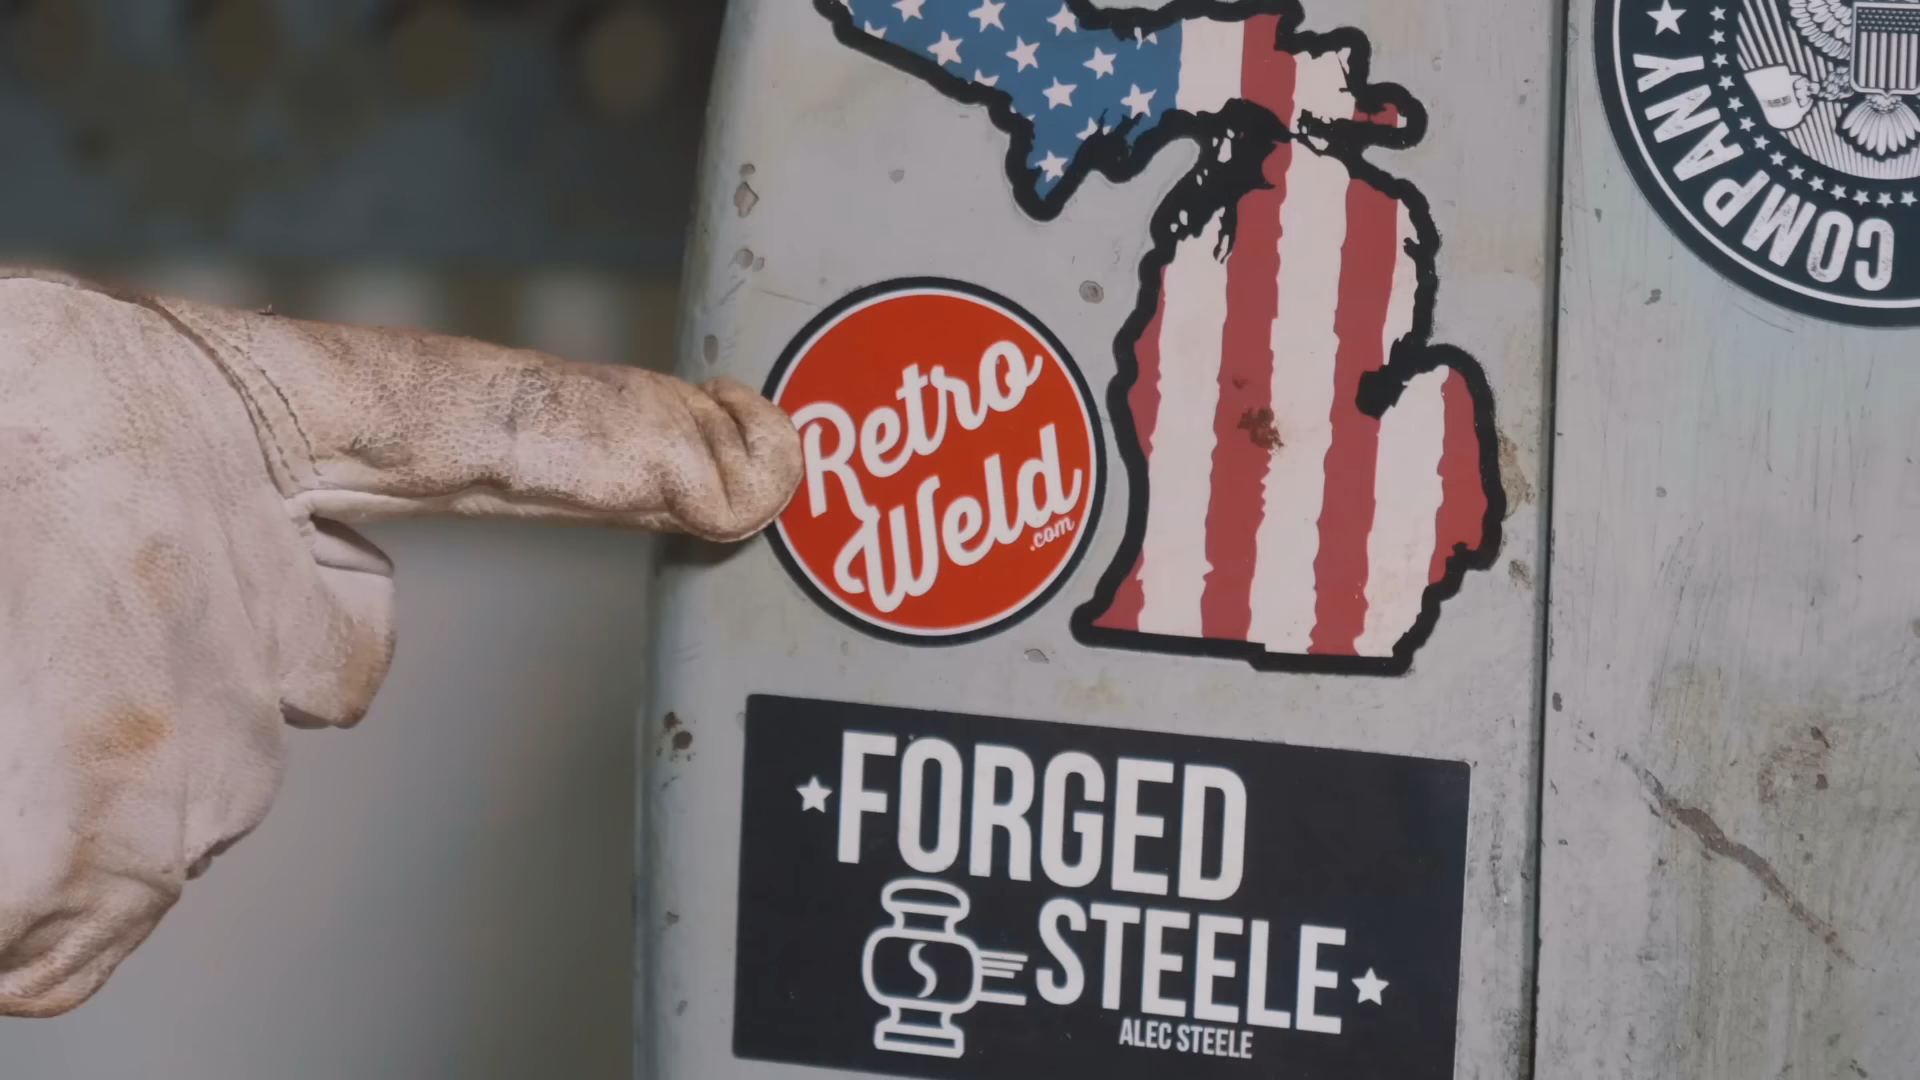 COMPANY
Retro
Weld
.com
FORGED
STEELE
ALEC STEELE